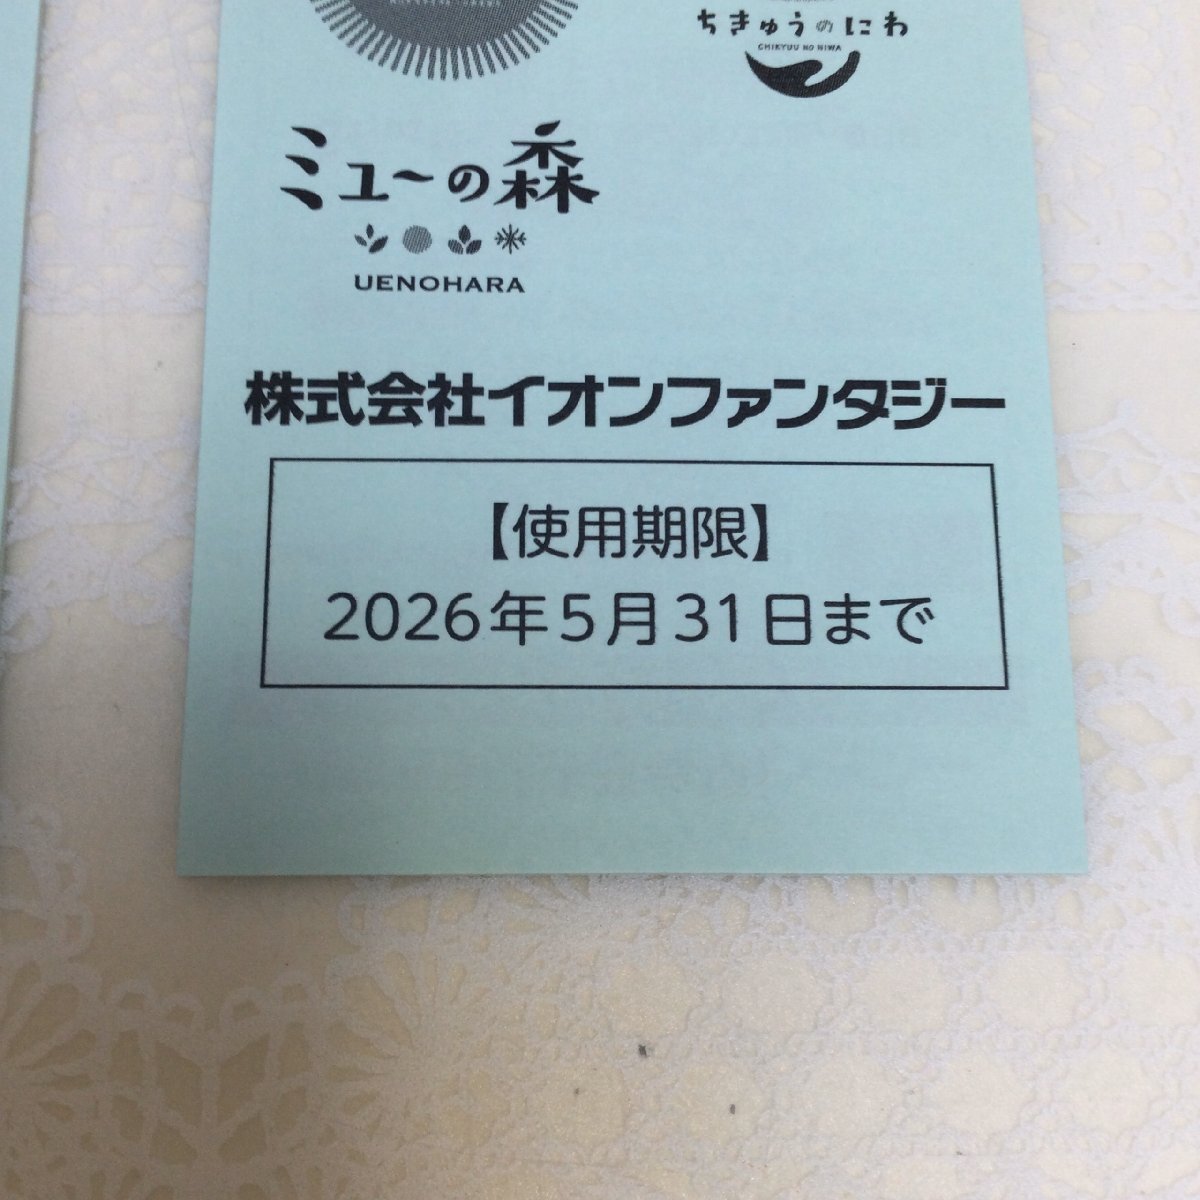 ちきゅうのにわ
CHIKYUU NO NIWA
ミューの森
UENOHARA
株式会社イオンファンタジー
【使用期限】
2026年5月31日まで